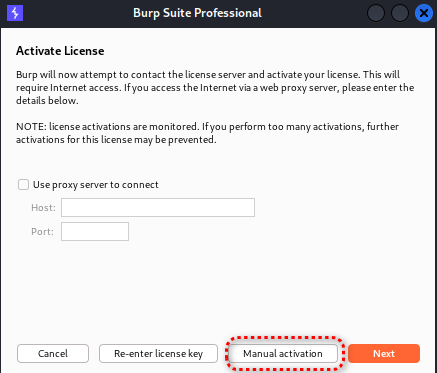 Burp Suite Professional
Activate License
Burp will now attempt to contact the license server and activate your license. This will
require Internet access. If you access the Internet via a web proxy server, please enter the
details below.
NOTE: license activations are monitored. If you perform too many activations, further
activations for this license may be prevented.
Use proxy server to connect
Host:
Port:
Cancel
Re-enter license key
Manual activation
Next